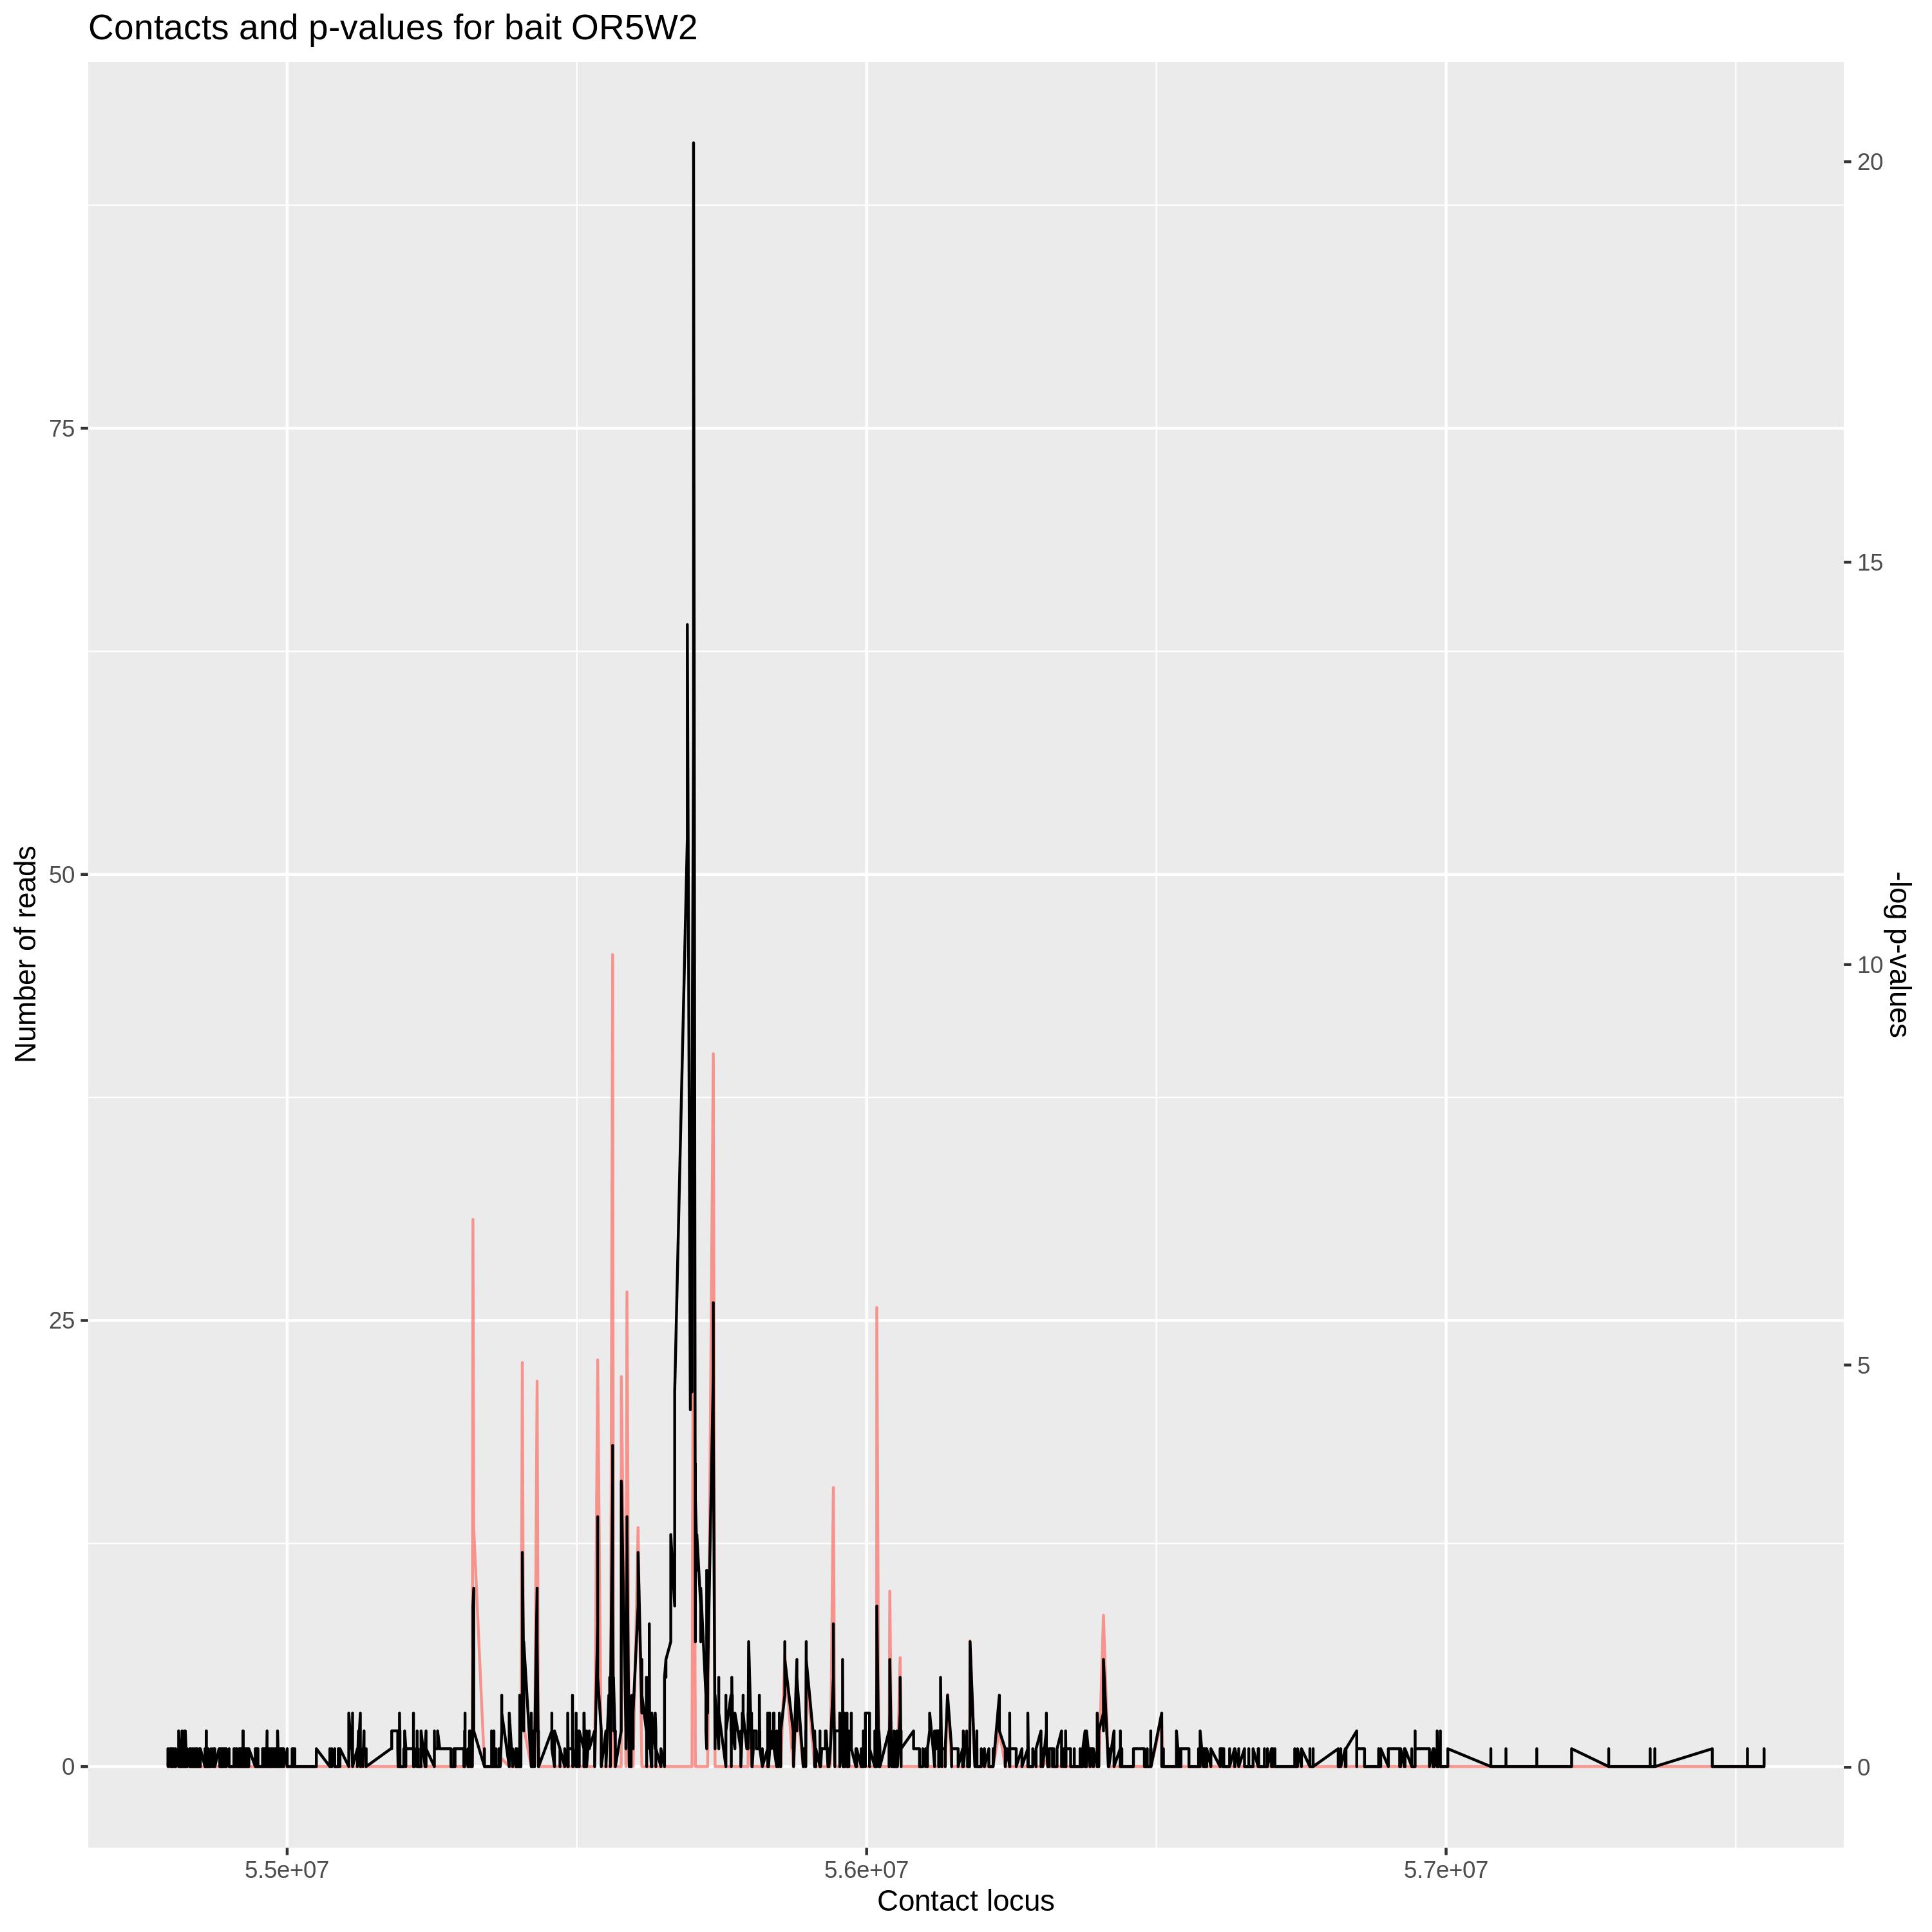 Contacts and p-values for bait OR5W2
Number of reads
75
50
25
0
20
15
10
5
0
-log p-values
5.5e+07
5.6e+07
5.7e+07
Contact locus